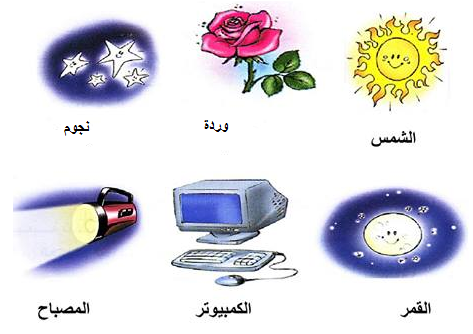 الشمس
وردة
نجوم
القمر
الكمبيوتر
المصباح